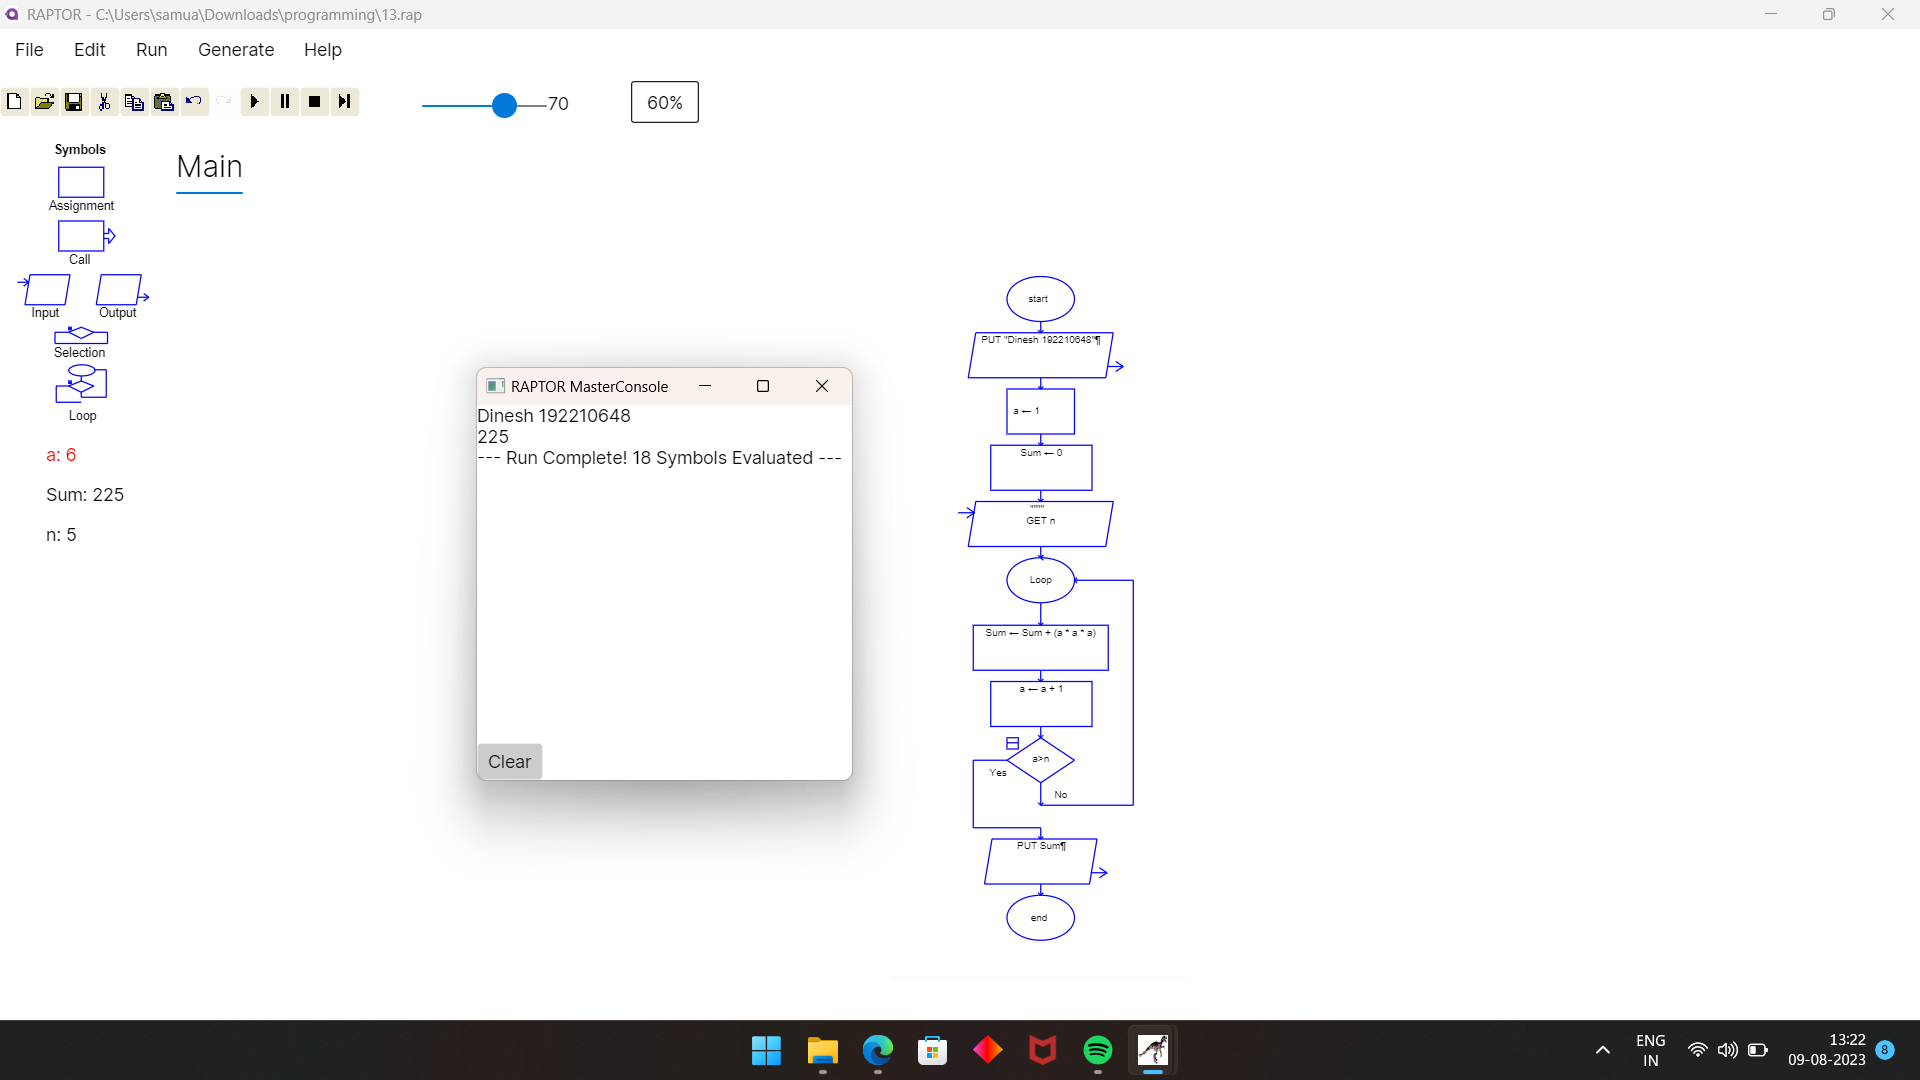 RAPTOR - C:\Users\samua\Downloads\programming\13.rap
File Edit Run Generate Help
70
60%
Symbols
Assignment
Call
Input Output
Selection
Loop
a: 6
Sum: 225
n: 5
Main
RAPTOR MasterConsole
Dinesh 192210648
225
--- Run Complete! 18 Symbols Evaluated ---
Clear
start
PUT "Dinesh 192210648"¶
a ← 1
Sum ← 0
""""
GET n
Loop
Sum ← Sum + (a * a * a)
a ← a + 1
a>n
Yes
No
PUT Sum¶
end
ENG
IN
13:22
09-08-2023
8